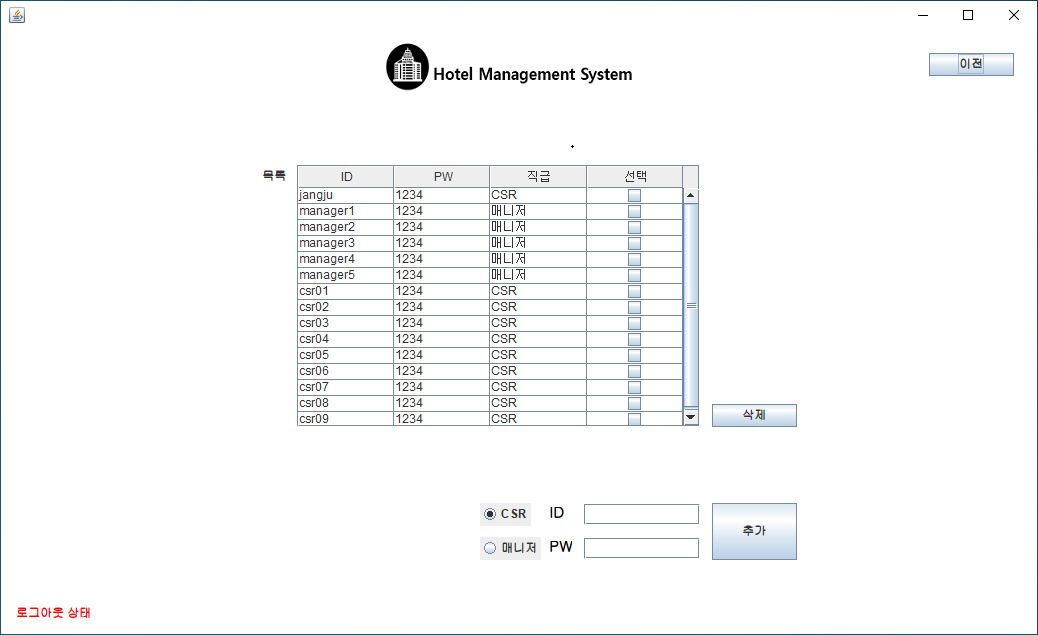 Hotel Management System
이전
목록
ID PW 직급 선택
jangju 1234 CSR
manager1 1234 매니저
manager2 1234 매니저
manager3 1234 매니저
manager4 1234 매니저
manager5 1234 매니저
csr01 1234 CSR
csr02 1234 CSR
csr03 1234 CSR
csr04 1234 CSR
csr05 1234 CSR
csr06 1234 CSR
csr07 1234 CSR
csr08 1234 CSR
csr09 1234 CSR
삭제
CSR ID
추가
매니저 PW
로그아웃 상태